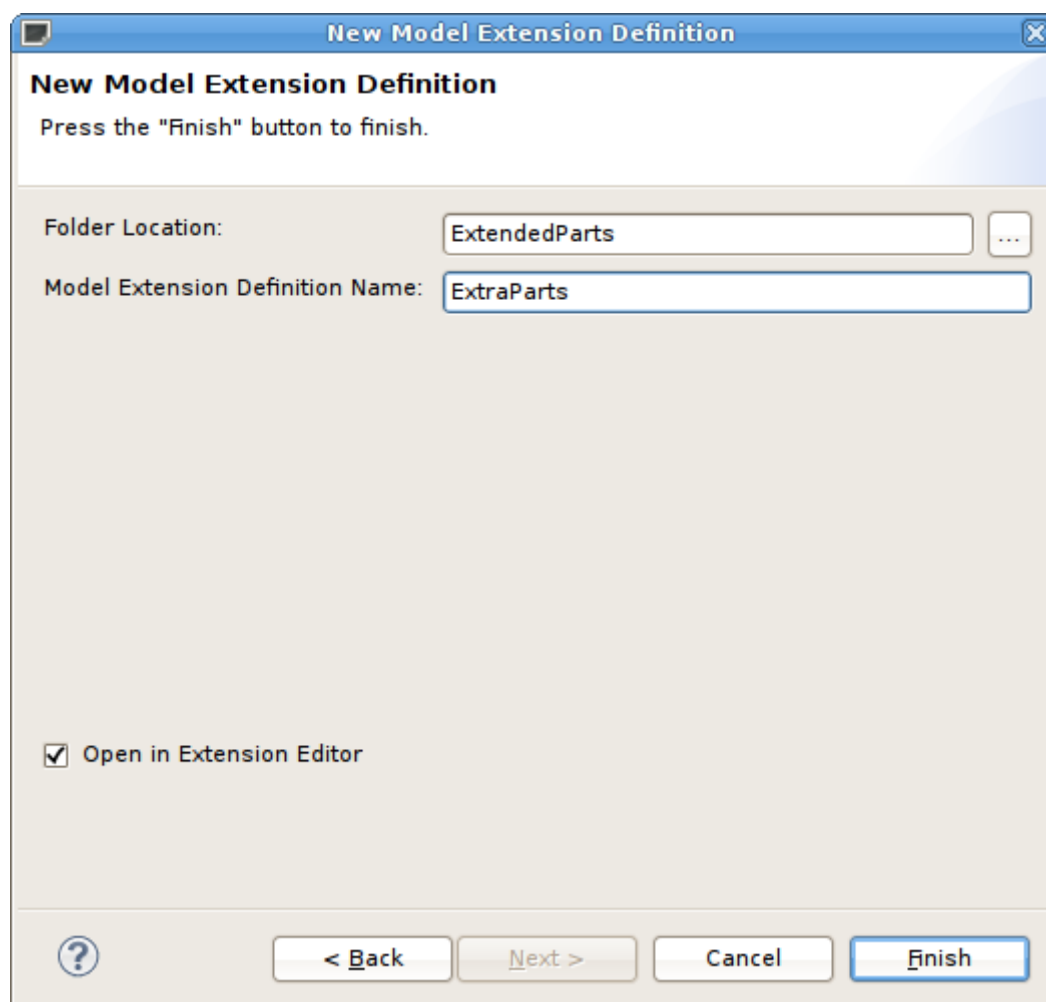 New Model Extension Definition
New Model Extension Definition
Press the "Finish" button to finish.
Folder Location:
ExtendedParts
...
Model Extension Definition Name:
ExtraParts
Open in Extension Editor
?
< Back
Next >
Cancel
Finish